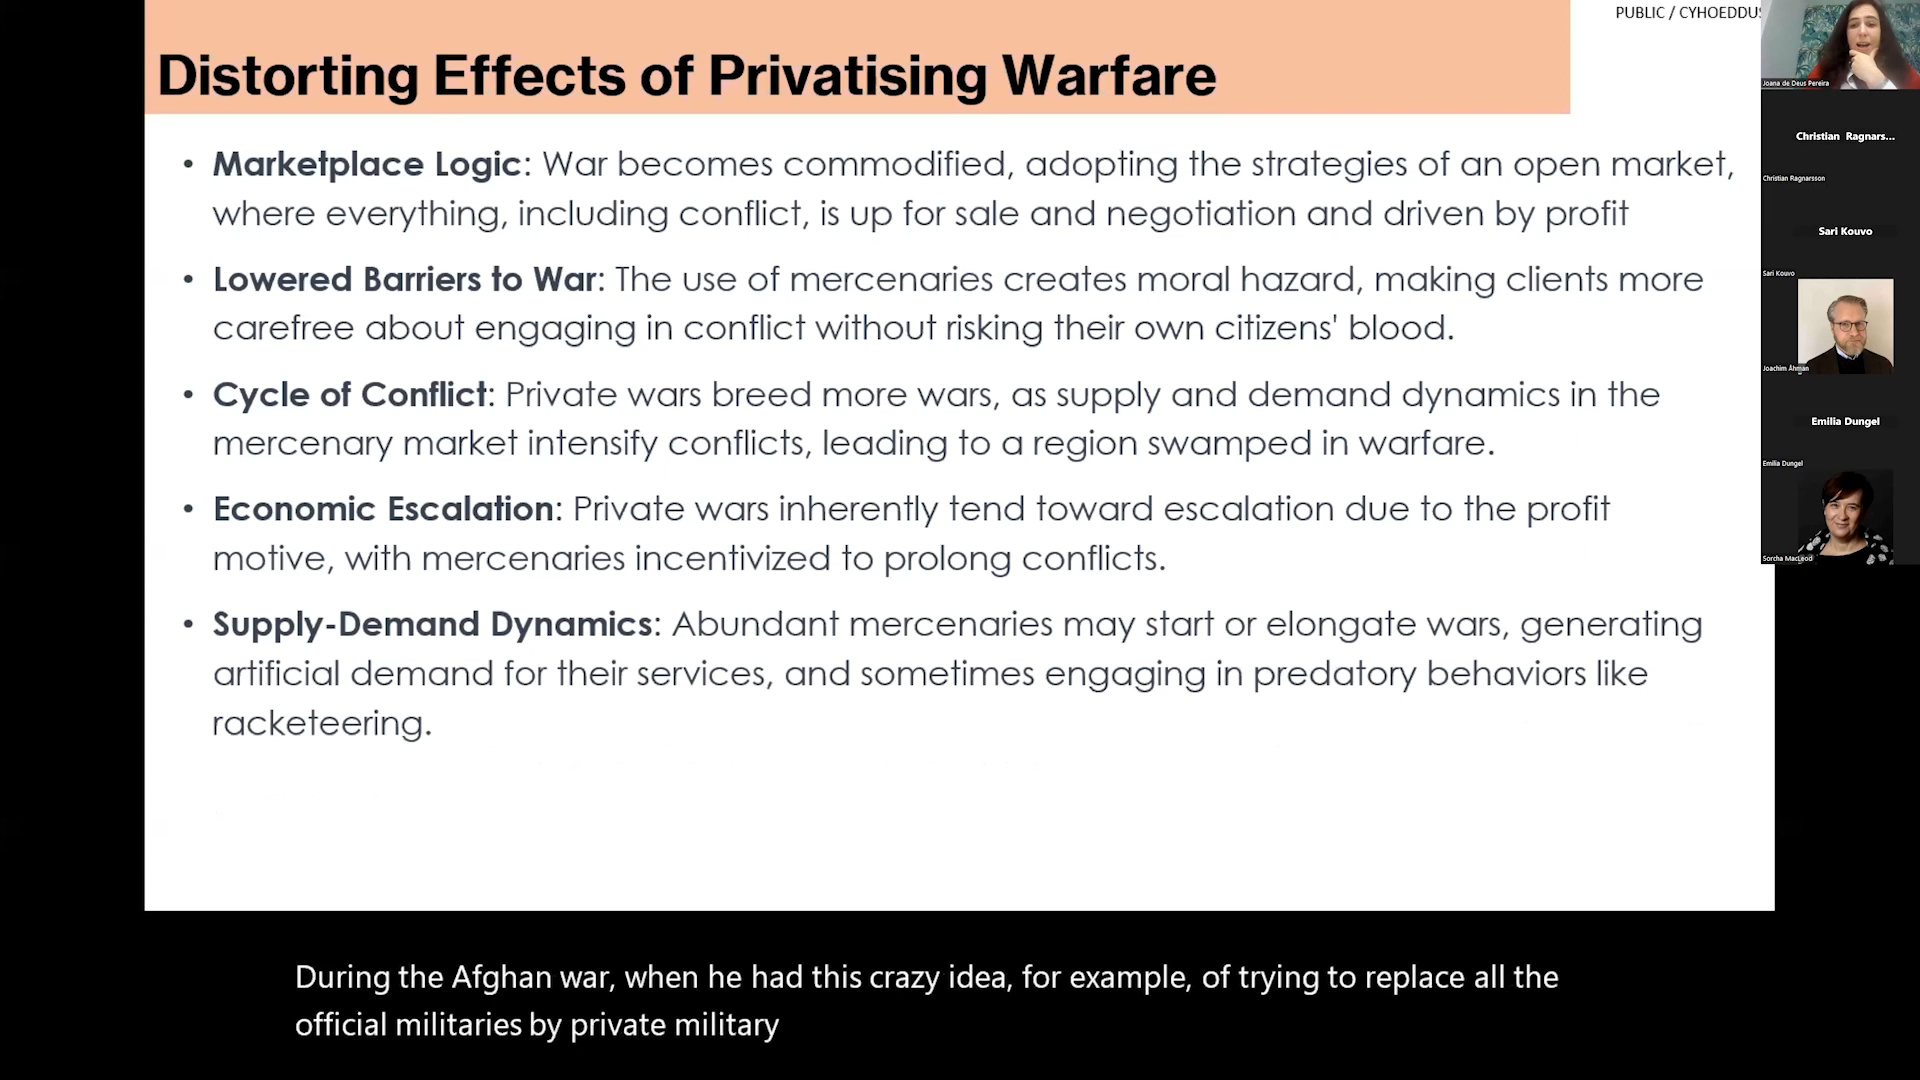 PUBLIC / CYHOEDDUS
Distorting Effects of Privatising Warfare
• Marketplace Logic: War becomes commodified, adopting the strategies of an open market,
where everything, including conflict, is up for sale and negotiation and driven by profit
• Lowered Barriers to War: The use of mercenaries creates moral hazard, making clients more
carefree about engaging in conflict without risking their own citizens' blood.
• Cycle of Conflict: Private wars breed more wars, as supply and demand dynamics in the
mercenary market intensify conflicts, leading to a region swamped in warfare.
• Economic Escalation: Private wars inherently tend toward escalation due to the profit
motive, with mercenaries incentivized to prolong conflicts.
• Supply-Demand Dynamics: Abundant mercenaries may start or elongate wars, generating
artificial demand for their services, and sometimes engaging in predatory behaviors like
racketeering.
Joana de Deus Pereira
Christian Ragnars...
Christian Ragnarsson
Sari Kouvo
Sari Kouvo
Joachim Åhman
Emilia Dungel
Emilia Dungel
Sorcha MacLeod
During the Afghan war, when he had this crazy idea, for example, of trying to replace all the
official militaries by private military